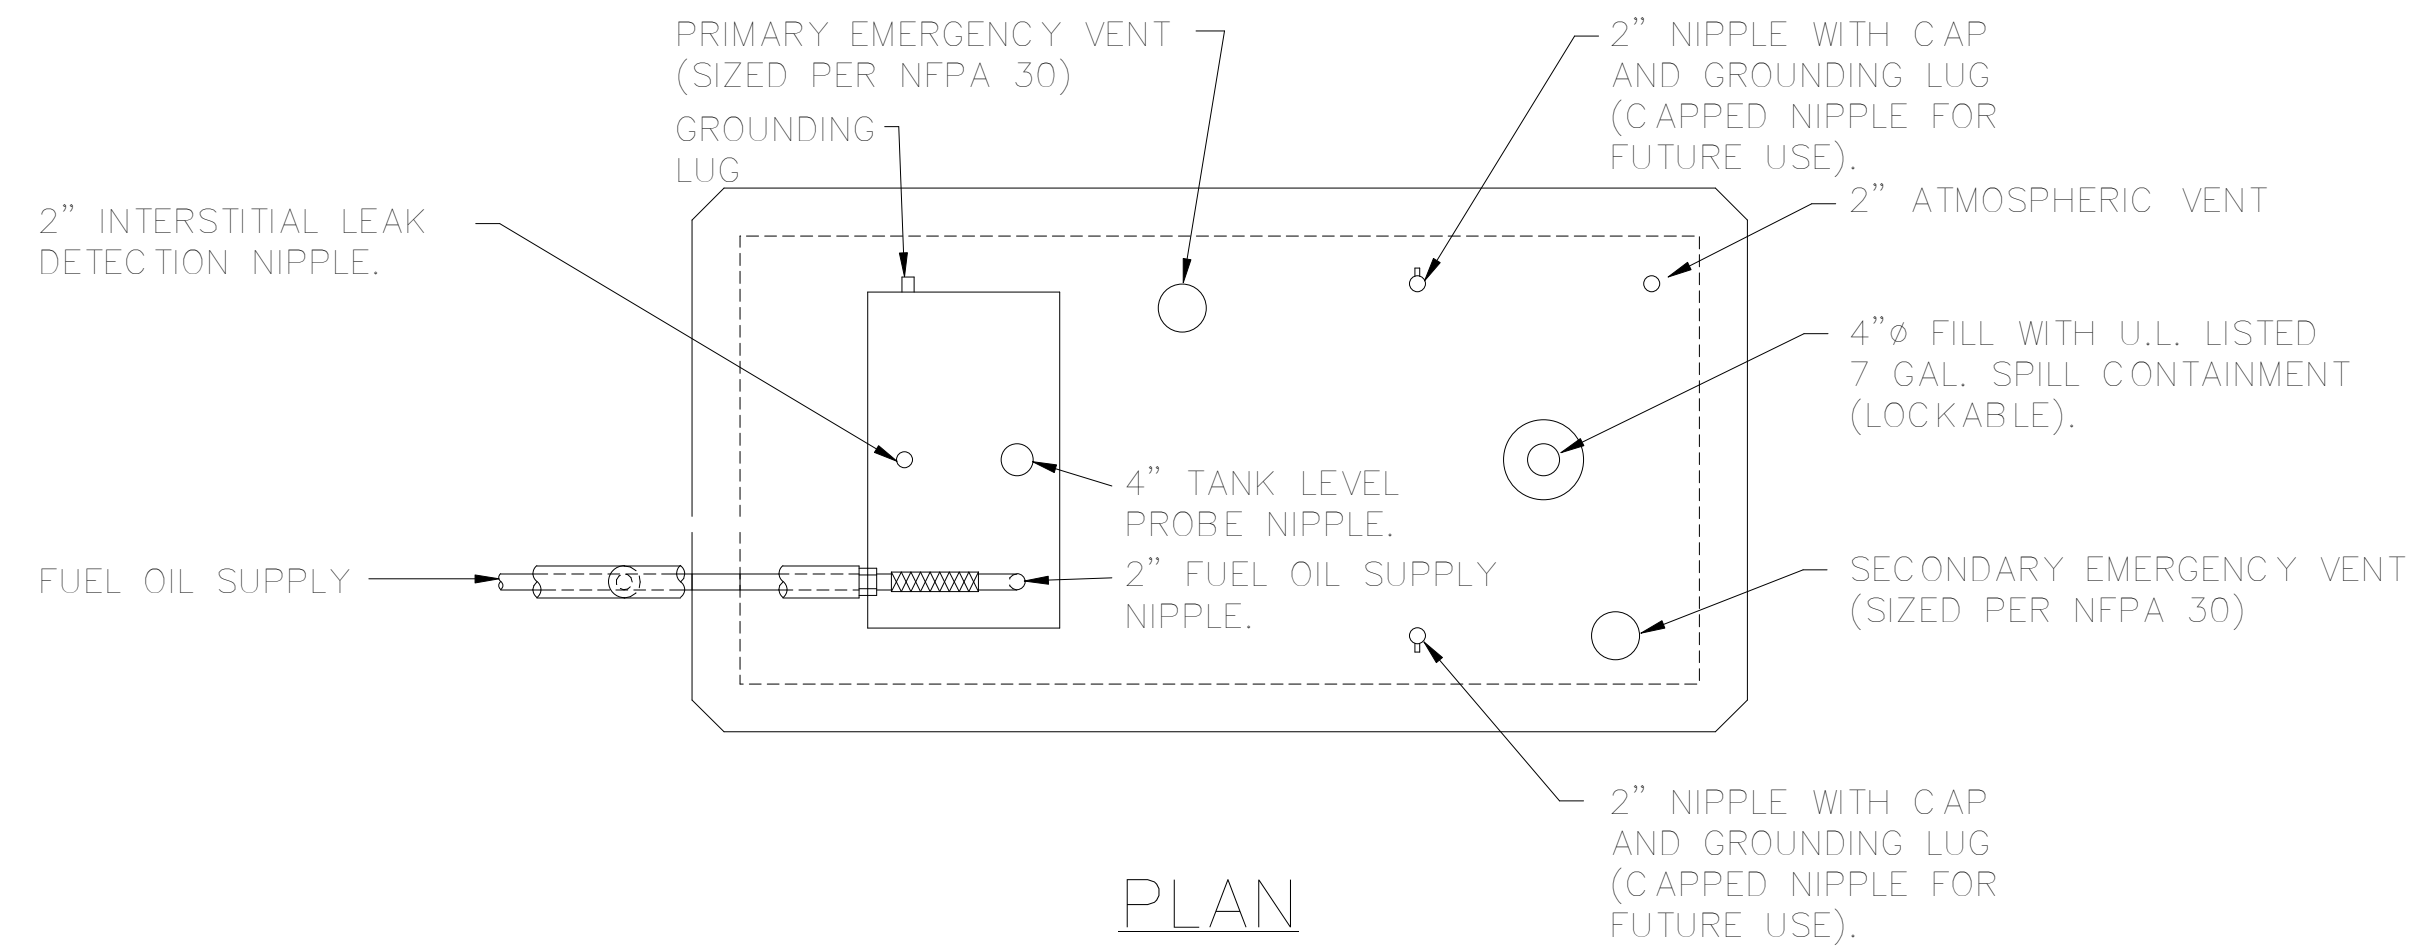 PRIMARY EMERGENCY VENT
(SIZED PER NFPA 30)
GROUNDING
LUG
2” INTERSTITIAL LEAK
DETECTION NIPPLE.
2” NIPPLE WITH CAP
AND GROUNDING LUG
(CAPPED NIPPLE FOR
FUTURE USE).
2” ATMOSPHERIC VENT
4”ø FILL WITH U.L. LISTED
7 GAL. SPILL CONTAINMENT
(LOCKABLE).
4” TANK LEVEL
PROBE NIPPLE.
FUEL OIL SUPPLY
2” FUEL OIL SUPPLY
NIPPLE.
SECONDARY EMERGENCY VENT
(SIZED PER NFPA 30)
2” NIPPLE WITH CAP
AND GROUNDING LUG
(CAPPED NIPPLE FOR
FUTURE USE).
PLAN